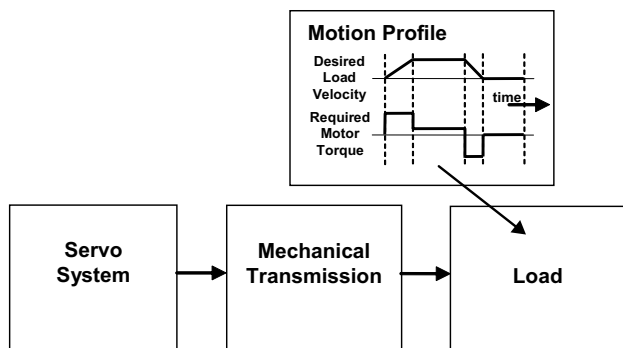 Motion Profile
Desired
Load
Velocity
time
Required
Motor
Torque
Servo
System
Mechanical
Transmission
Load